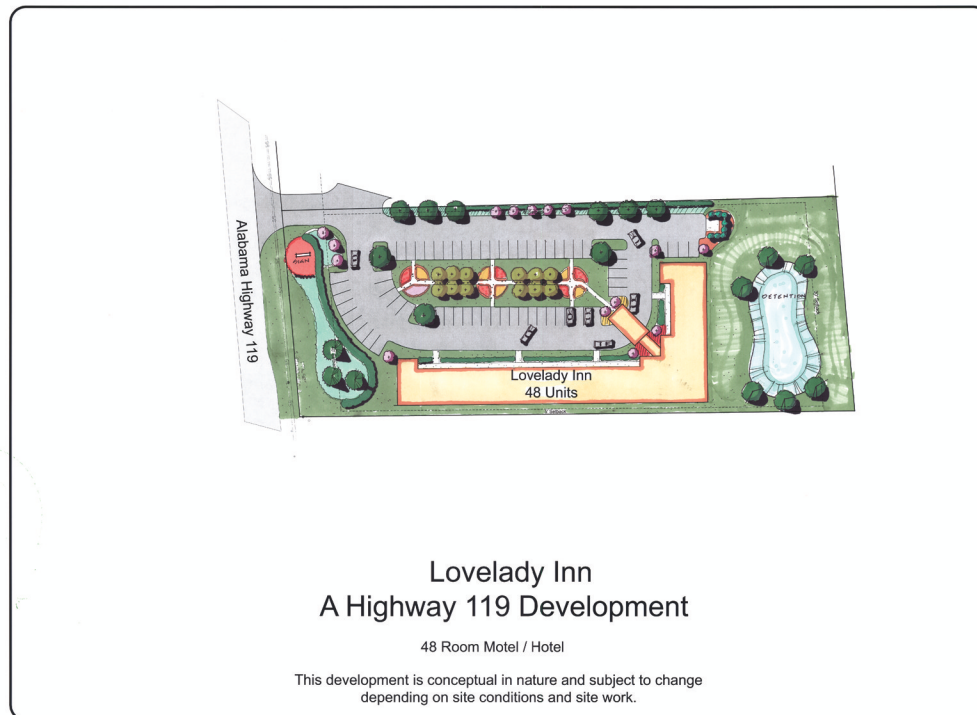 Alabama Highway 119
SIGN
DETENTION
Lovelady Inn
48 Units
Lovelady Inn
A Highway 119 Development
48 Room Motel / Hotel
This development is conceptual in nature and subject to change
depending on site conditions and site work.